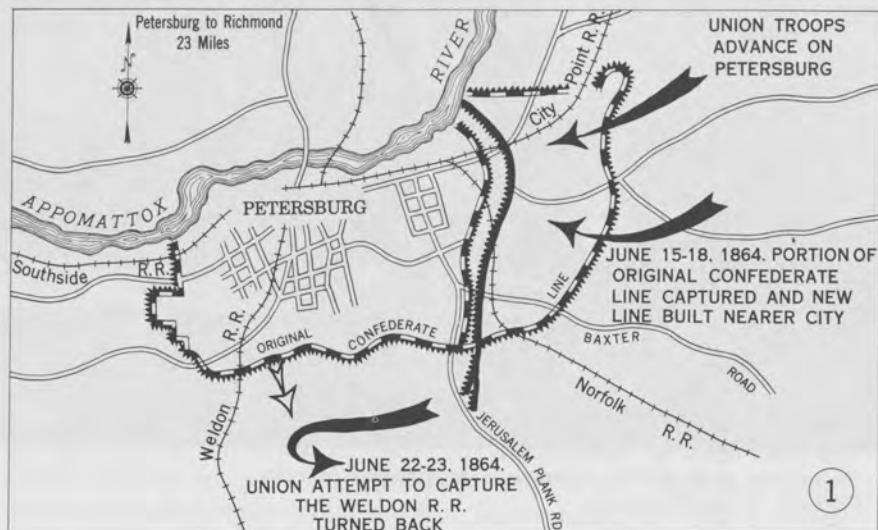 Petersburg to Richmond
23 Miles
N
RIVER
City Point R. R.
UNION TROOPS
ADVANCE ON
PETERSBURG
APPOMATTOX
PETERSBURG
Southside R. R.
JUNE 15-18. 1864. PORTION OF
ORIGINAL CONFEDERATE
LINE CAPTURED AND NEW
LINE BUILT NEARER CITY
ORIGINAL CONFEDERATE LINE
BAXTER ROAD
Weldon R. R.
Norfolk R. R.
JERUSALEM PLANK RD.
JUNE 22-23. 1864.
UNION ATTEMPT TO CAPTURE
THE WELDON R. R.
TURNED BACK
1